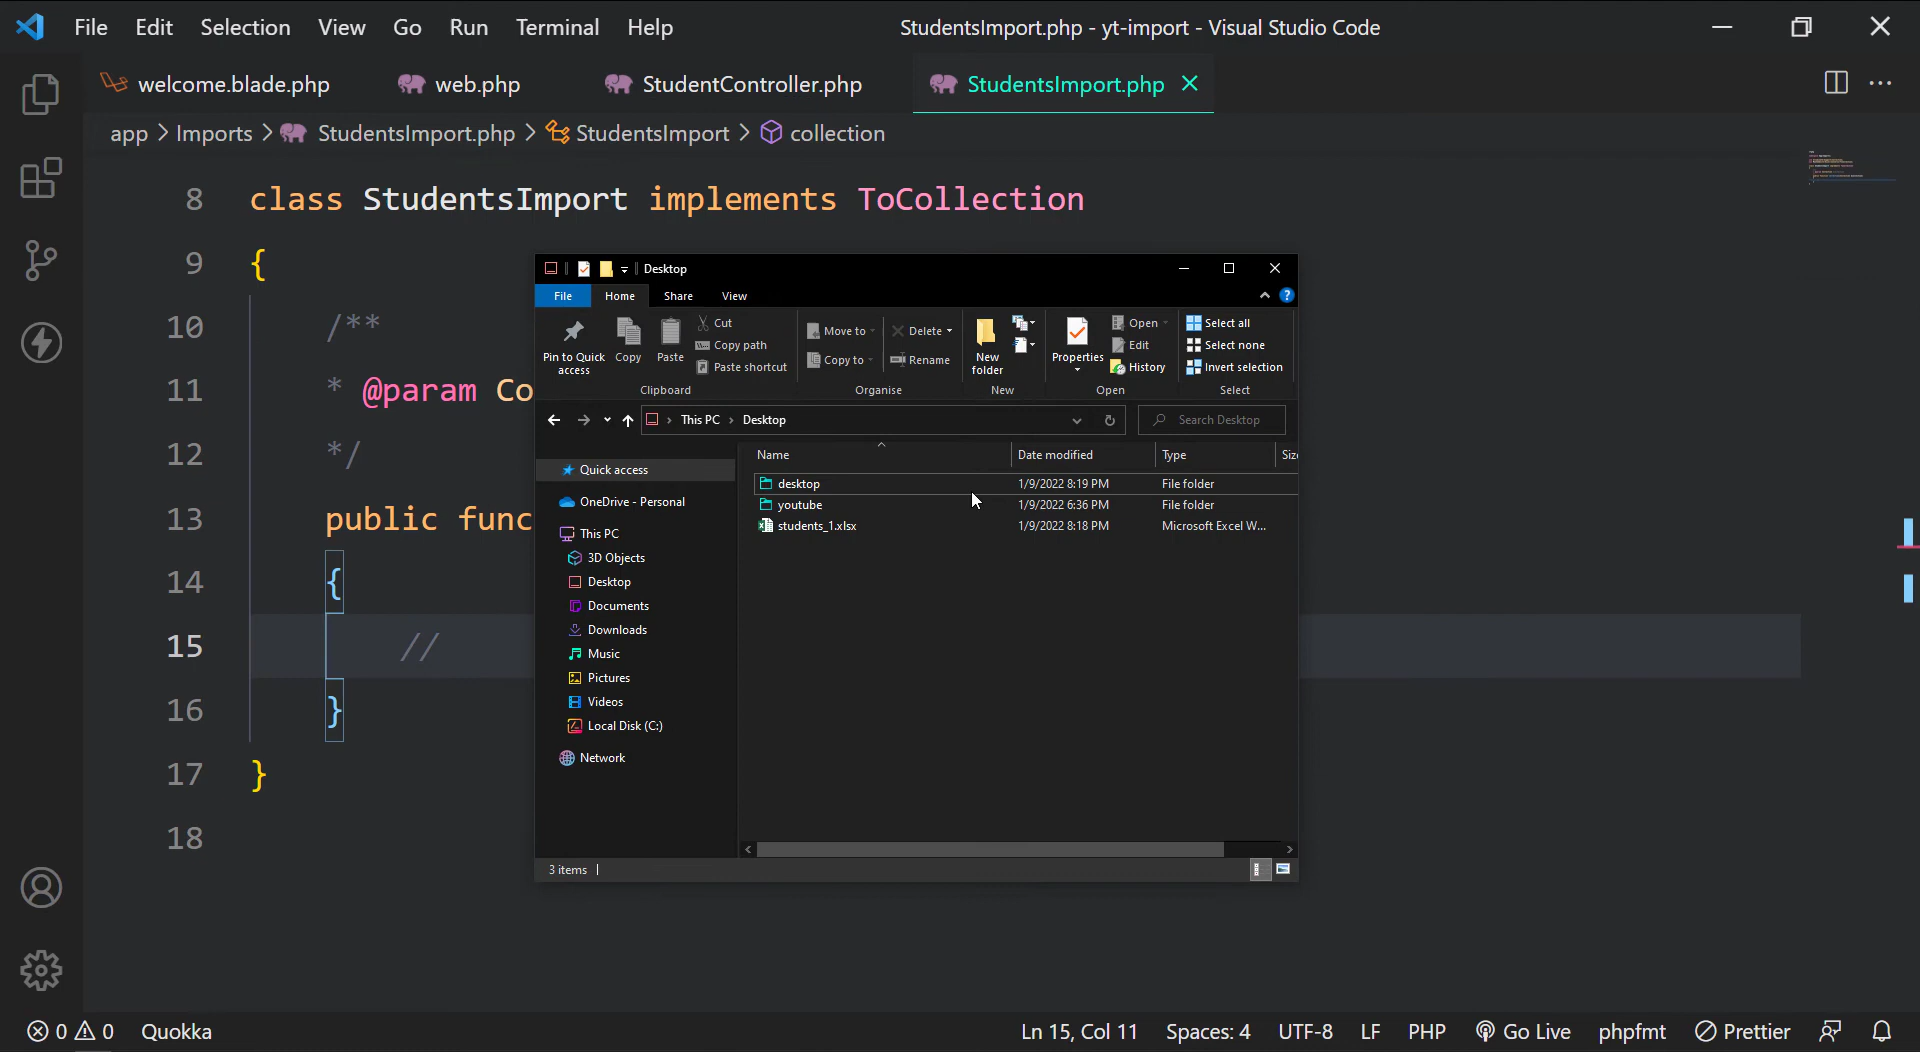 File Edit Selection View Go Run Terminal Help StudentsImport.php - yt-import - Visual Studio Code
welcome.blade.php web.php StudentController.php StudentsImport.php
app > Imports > StudentsImport.php > StudentsImport > collection
8 class StudentsImport implements ToCollection
9 {
10 /**
11 * @param Co
12 */
13 public func
14 {
15 //
16 }
17 }
18
Desktop
File Home Share View
Pin to Quick access
Copy
Paste
Cut
Copy path
Paste shortcut
Clipboard
Move to
Copy to
Delete
Rename
Organise
New folder
New
Properties
Open
Edit
History
Open
Select all
Select none
Invert selection
Select
This PC > Desktop
Search Desktop
Name Date modified Type Size
desktop 1/9/2022 8:19 PM File folder
youtube 1/9/2022 6:36 PM File folder
students_1.xlsx 1/9/2022 8:18 PM Microsoft Excel W...
Quick access
OneDrive - Personal
This PC
3D Objects
Desktop
Documents
Downloads
Music
Pictures
Videos
Local Disk (C:)
Network
3 items
0 0 Quokka Ln 15, Col 11 Spaces: 4 UTF-8 LF PHP Go Live phpfmt Prettier